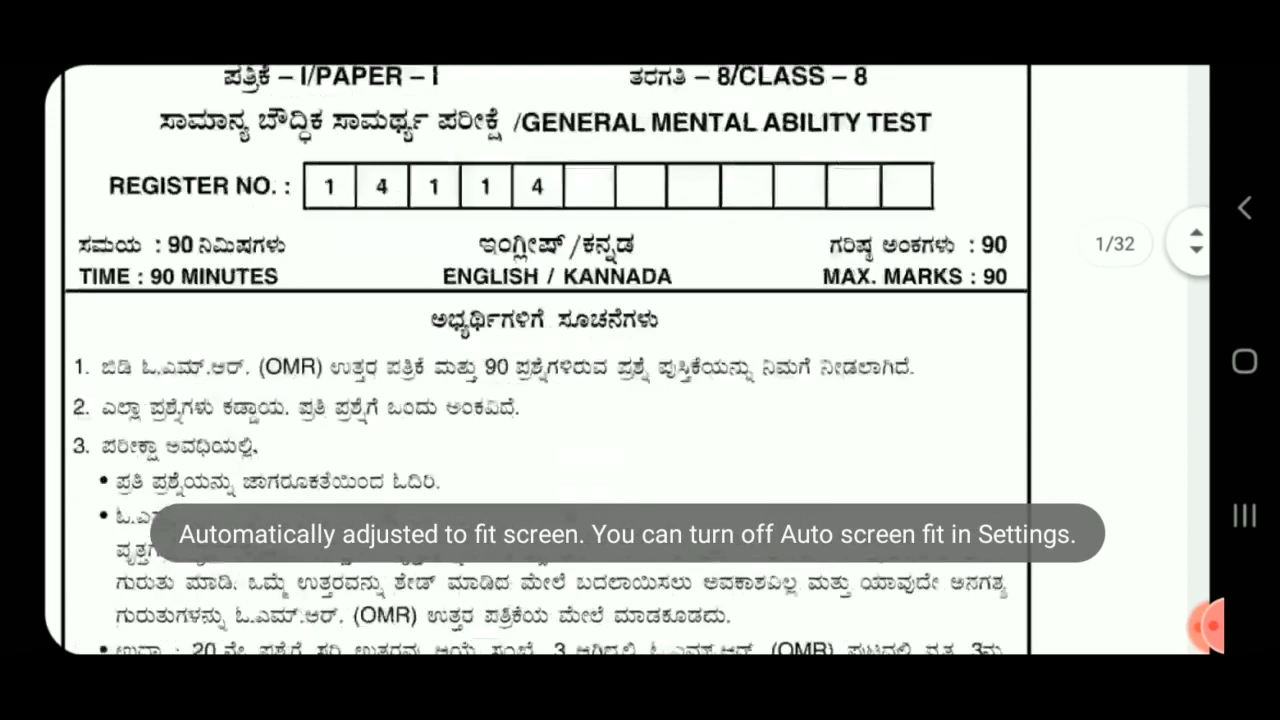 ಪತ್ರಿಕೆ – I/PAPER – I ತರಗತಿ – 8/CLASS – 8
ಸಾಮಾನ್ಯ ಬೌದ್ಧಿಕ ಸಾಮರ್ಥ್ಯ ಪರೀಕ್ಷೆ /GENERAL MENTAL ABILITY TEST
REGISTER NO. : 1 4 1 1 4
ಸಮಯ : 90 ನಿಮಿಷಗಳು ಇಂಗ್ಲೀಷ್ /ಕನ್ನಡ ಗರಿಷ್ಠ ಅಂಕಗಳು : 90
1/32
TIME : 90 MINUTES ENGLISH / KANNADA MAX. MARKS : 90
ಅಭ್ಯರ್ಥಿಗಳಿಗೆ ಸೂಚನೆಗಳು
1. ಬಿಡಿ ಓ.ಎಮ್.ಆರ್. (OMR) ಉತ್ತರ ಪತ್ರಿಕೆ ಮತ್ತು 90 ಪ್ರಶ್ನೆಗಳಿರುವ ಪ್ರಶ್ನೆ ಪುಸ್ತಿಕೆಯನ್ನು ನಿಮಗೆ ನೀಡಲಾಗಿದೆ.
2. ಎಲ್ಲಾ ಪ್ರಶ್ನೆಗಳು ಕಡ್ಡಾಯ. ಪ್ರತಿ ಪ್ರಶ್ನೆಗೆ ಒಂದು ಅಂಕವಿದೆ.
3. ಪರೀಕ್ಷಾ ಅವಧಿಯಲ್ಲಿ,
• ಪ್ರತಿ ಪ್ರಶ್ನೆಯನ್ನು ಜಾಗರೂಕತೆಯಿಂದ ಓದಿರಿ.
Automatically adjusted to fit screen. You can turn off Auto screen fit in Settings.
ಗುರುತು ಮಾಡಿ. ಒಮ್ಮೆ ಉತ್ತರವನ್ನು ಶೇಡ್ ಮಾಡಿದ ಮೇಲೆ ಬದಲಾಯಿಸಲು ಅವಕಾಶವಿಲ್ಲ ಮತ್ತು ಯಾವುದೇ ಅನಗತ್ಯ
ಗುರುತುಗಳನ್ನು ಓ.ಎಮ್.ಆರ್. (OMR) ಉತ್ತರ ಪತ್ರಿಕೆಯ ಮೇಲೆ ಮಾಡಕೂಡದು.